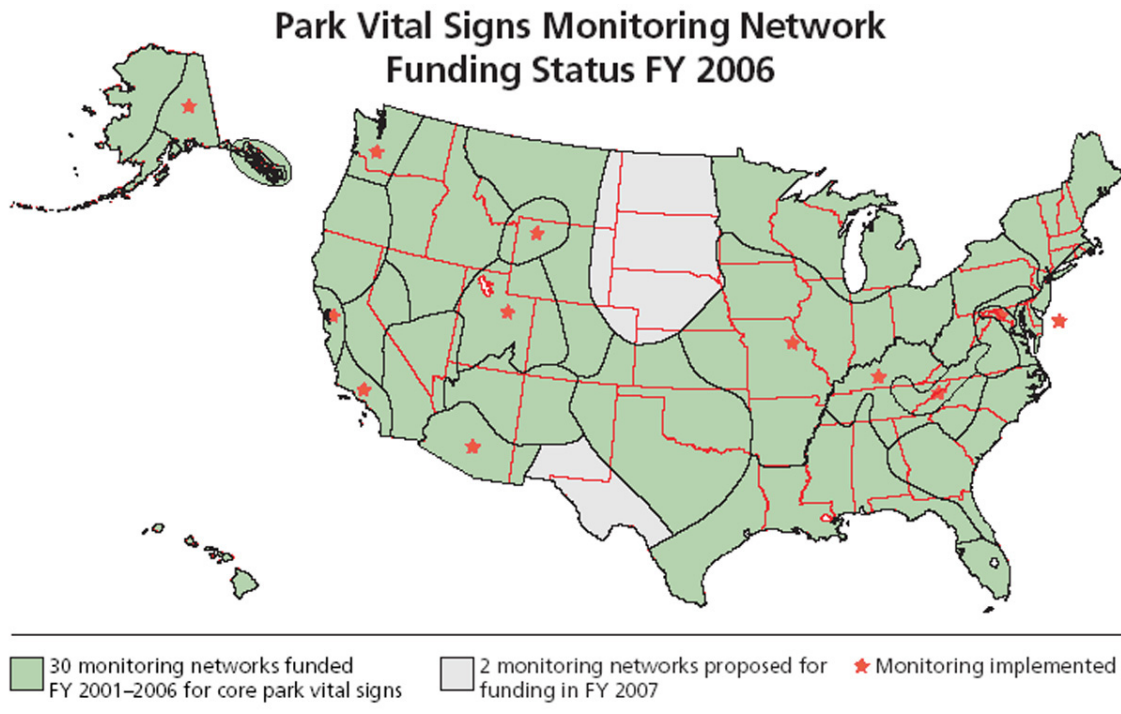 Park Vital Signs Monitoring Network
Funding Status FY 2006
30 monitoring networks funded
FY 2001–2006 for core park vital signs
2 monitoring networks proposed for
funding in FY 2007
Monitoring implemented